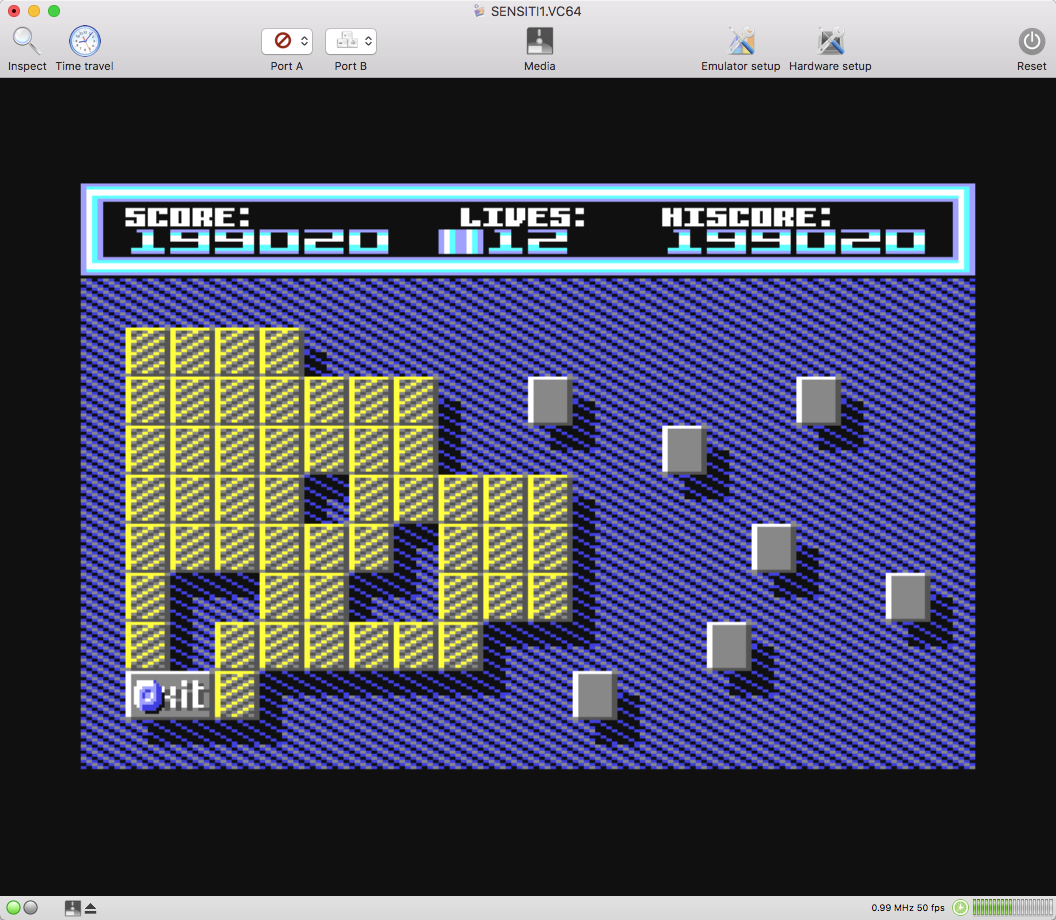 SENSITI1.VC64
Inspect Time travel Port A Port B Media Emulator setup Hardware setup Reset
SCORE: LIVES: HISCORE:
199020 12 199020
Exit
0.99 MHz 50 fps